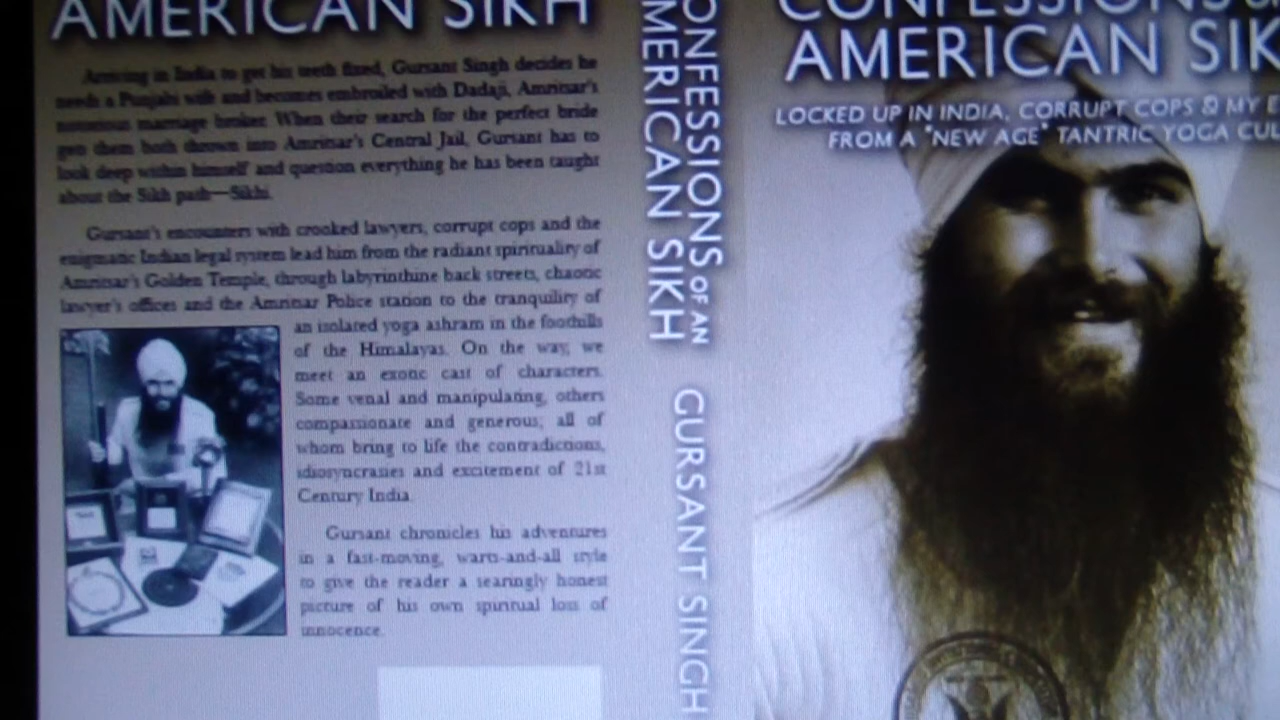 AMERICAN SIKH
Arriving in India to get his teeth fixed, Gursant Singh decides he
needs a Punjabi wife and becomes embroiled with Dadaji, Amritsar's
notorious marriage broker. When their search for the perfect bride
gets them both thrown into Amritsar's Central Jail, Gursant has to
look deep within himself and question everything he has been taught
about the Sikh path—Sikhi.
Gursant's encounters with crooked lawyers, corrupt cops and the
enigmatic Indian legal system lead him from the radiant spirituality of
Amritsar's Golden Temple, through labyrinthine back streets, chaotic
lawyer's offices and the Amritsar Police station to the tranquility of
an isolated yoga ashram in the foothills
of the Himalayas. On the way, we
meet an exotic cast of characters.
Some venal and manipulating, others
compassionate and generous; all of
whom bring to life the contradictions,
idiosyncrasies and excitement of 21st
Century India.
Gursant chronicles his adventures
in a fast-moving, warts-and-all style
to give the reader a searingly honest
picture of his own spiritual loss of
innocence.
ONFESSIONS OF AN
MERICAN SIKH
GURSANT SINGH
CONFESSIONS
AMERICAN SIK
LOCKED UP IN INDIA, CORRUPT COPS & MY E
FROM A "NEW AGE" TANTRIC YOGA CUL